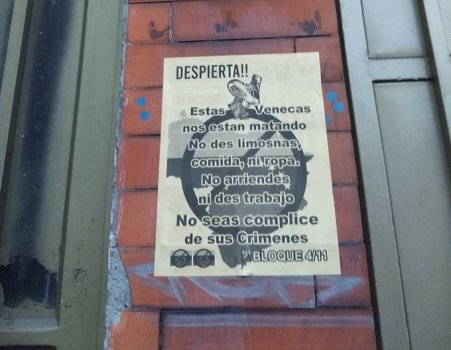 DESPIERTA!!
Estas Venecas
nos estan matando
No des limosnas,
comida, ni ropa.
No arriendes
ni des trabajo
No seas complice
de sus Crimenes
BLOQUE 4/11